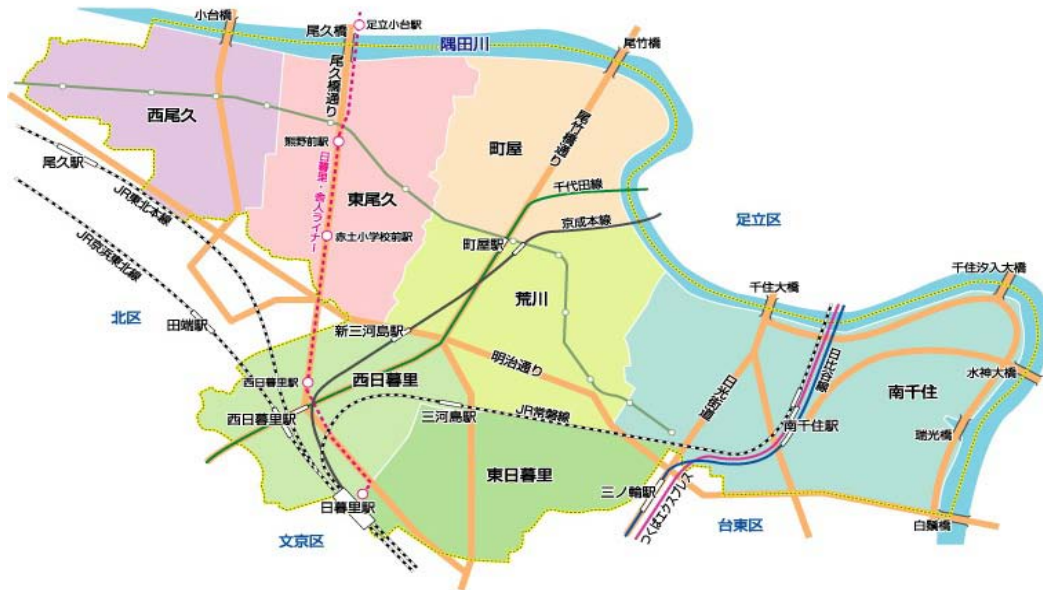 小台橋
尾久橋
足立小台駅
隅田川
尾竹橋
尾久橋通り
西尾久
熊野前駅
町屋
尾竹橋通り
尾久駅
JR東北本線
日暮里・舎人ライナー
東尾久
千代田線
京成本線
足立区
赤土小学校前駅
町屋駅
JR京浜東北線
千住大橋
千住汐入大橋
荒川
北区
田端駅
新三河島駅
明治通り
日光街道
日比谷線
水神大橋
西日暮里駅
西日暮里
南千住
西日暮里駅
三河島駅
JR常磐線
南千住駅
瑞光橋
東日暮里
三ノ輪駅
つくばエクスプレス
日暮里駅
台東区
白鬚橋
文京区